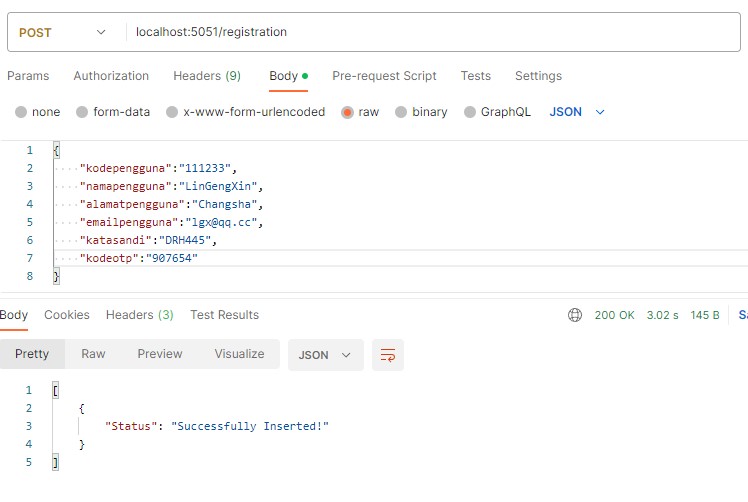 POST localhost:5051/registration
Params Authorization Headers (9) Body Pre-request Script Tests Settings
none form-data x-www-form-urlencoded raw binary GraphQL JSON
1 {
2 "kodepengguna":"111233",
3 "namapengguna":"LinGengXin",
4 "alamatpengguna":"Changsha",
5 "emailpengguna":"lgx@qq.cc",
6 "katasandi":"DRH445",
7 "kodeotp":"907654"
8 }
Body Cookies Headers (3) Test Results 200 OK 3.02 s 145 B Sa
Pretty Raw Preview Visualize JSON
1 [
2 {
3 "Status": "Successfully Inserted!"
4 }
5 ]